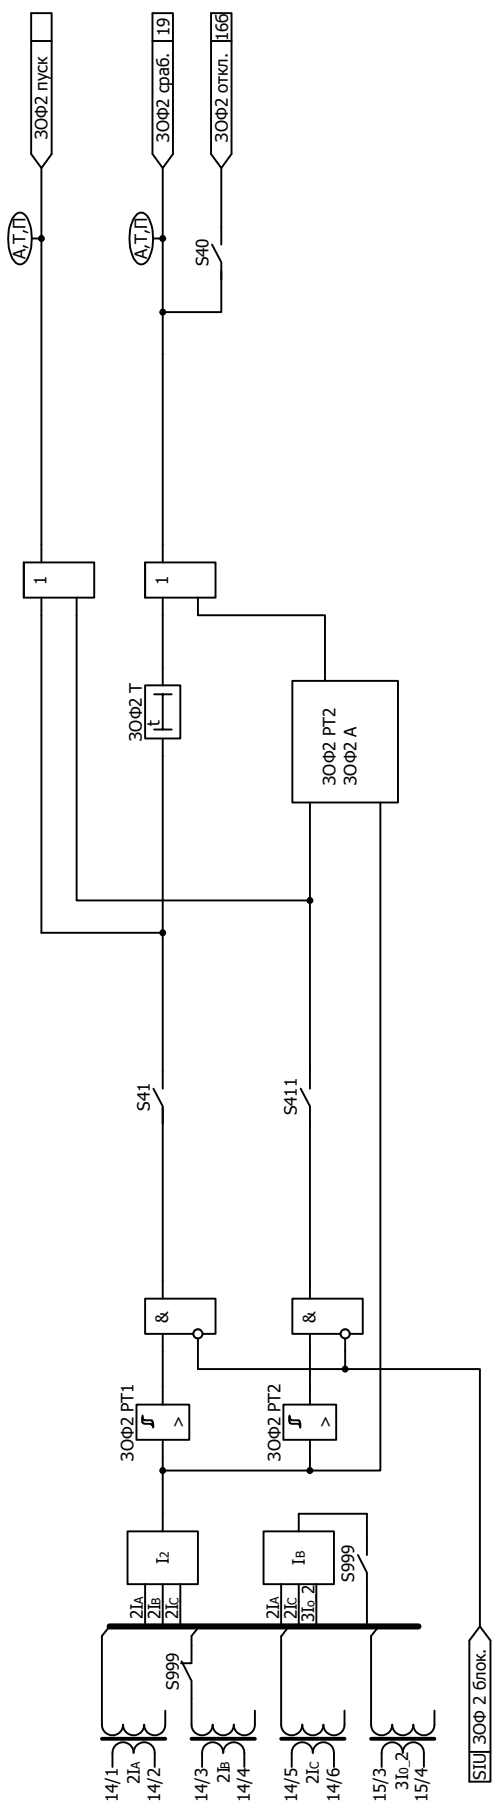 ЗОФ2 пуск
ЗОФ2 сраб. 19
ЗОФ2 откл. 166
А,Т,П
А,Т,П
S40
1
1
ЗОФ2 Т
t
ЗОФ2 РТ2
ЗОФ2 А
S41
S411
&
&
ЗОФ2 РТ1
>
ЗОФ2 РТ2
>
I2
IB
2IA
2IB
2IC
2IA
2IC
3Io_2
S999
S999
14/1
2IA
14/2
14/3
2IB
14/4
14/5
2IC
14/6
15/3
3Io_2
15/4
SIU ЗОФ 2 блок.